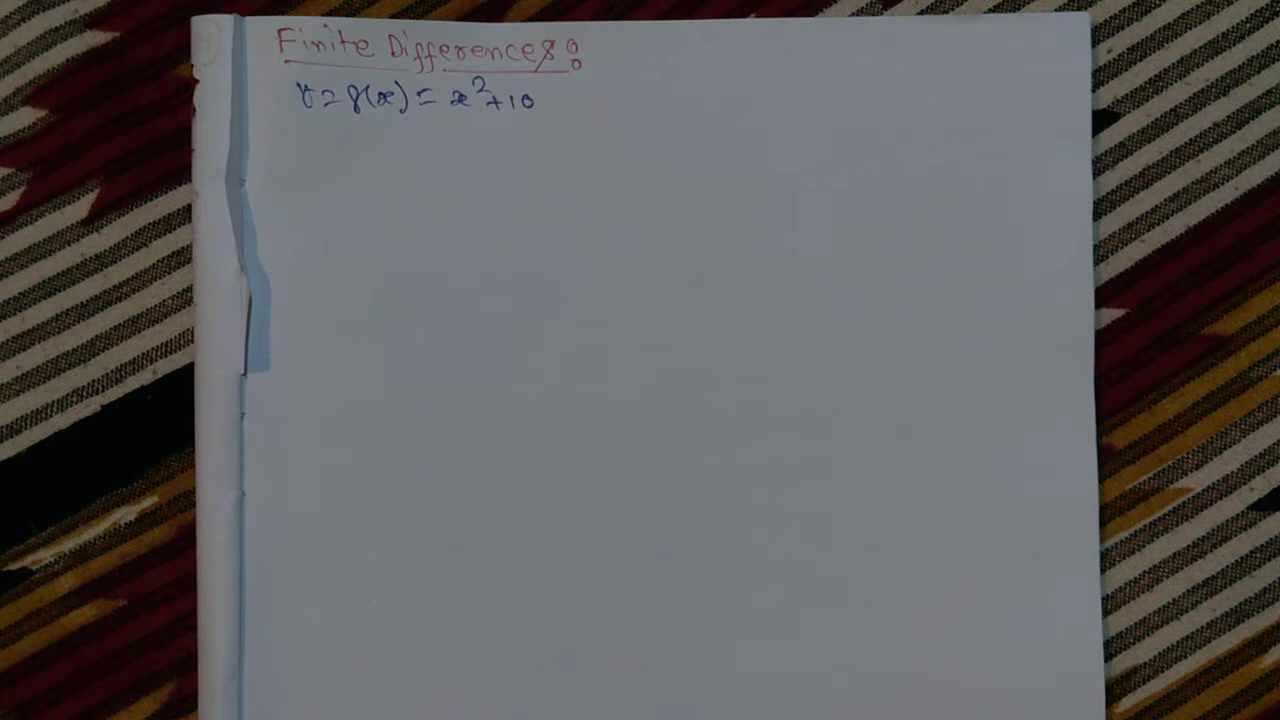 Finite Differences:
y = f(x) = x²+10